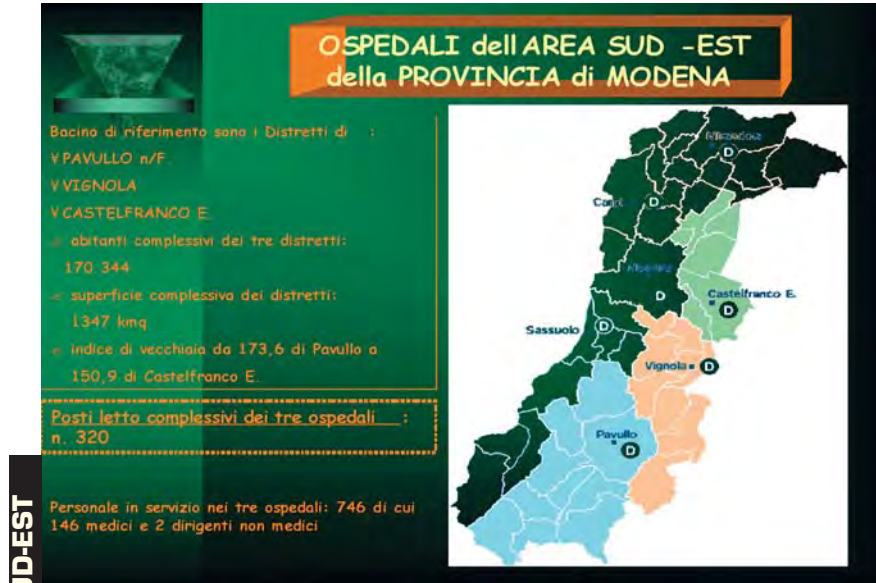 OSPEDALI dell AREA SUD -EST
della PROVINCIA di MODENA
Bacino di riferimento sono i Distretti di :
¥ PAVULLO n/F.
¥ VIGNOLA
¥ CASTELFRANCO E.
abitanti complessivi dei tre distretti:
170 344
superficie complessiva dei distretti:
1347 kmq
indice di vecchiaia da 173,6 di Pavullo a
150,9 di Castelfranco E.
Posti letto complessivi dei tre ospedali :
n. 320
Personale in servizio nei tre ospedali: 746 di cui
146 medici e 2 dirigenti non medici
Mirandola
D
D
Modena
D
Castelfranco E.
D
Sassuolo
D
Vignola
D
Pavullo
D
UD-EST